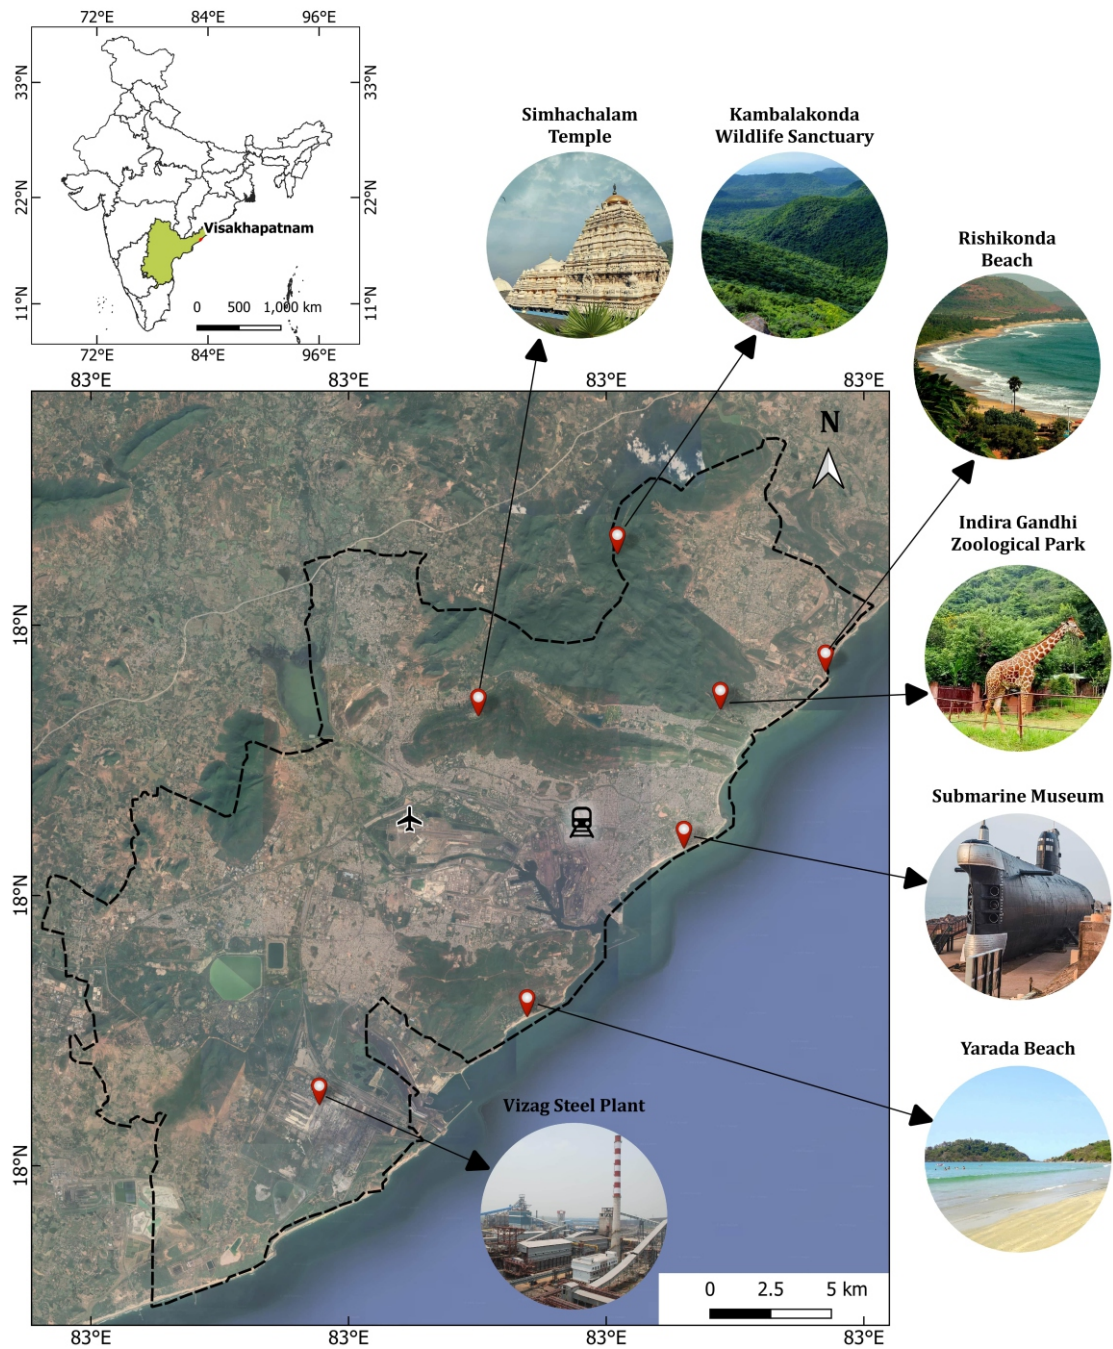 72°E
84°E
96°E
33°N
33°N
22°N
22°N
Visakhapatnam
0
500
1,000 km
11°N
11°N
72°E
84°E
96°E
Simhachalam
Temple
Kambalakonda
Wildlife Sanctuary
Rishikonda
Beach
83°E
83°E
83°E
83°E
N
Indira Gandhi
Zoological Park
18°N
Submarine Museum
18°N
Yarada Beach
Vizag Steel Plant
18°N
0
2.5
5 km
83°E
83°E
83°E
83°E